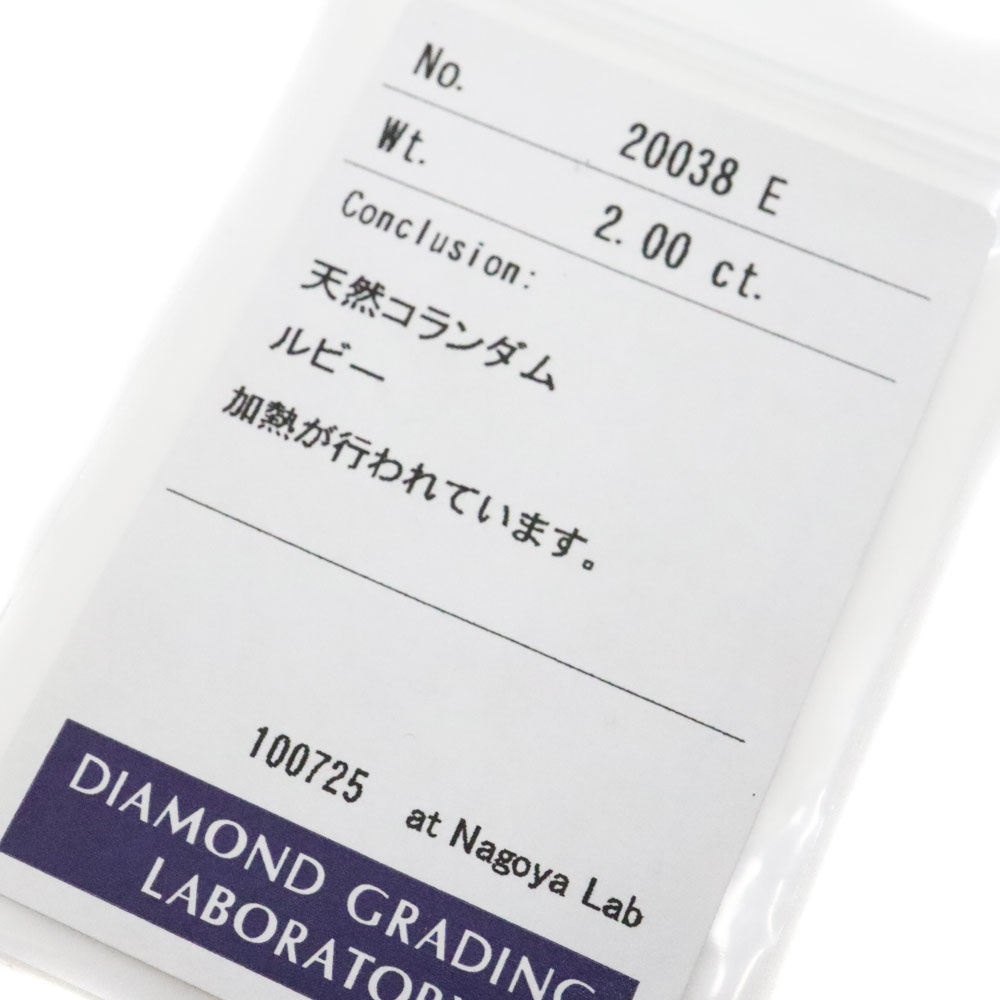 No. 20038 E
Wt. 2.00 ct.
Conclusion:
天然コランダム
ルビー
加熱が行われています。
100725 at Nagoya Lab
DIAMOND GRADING
LABORATORY